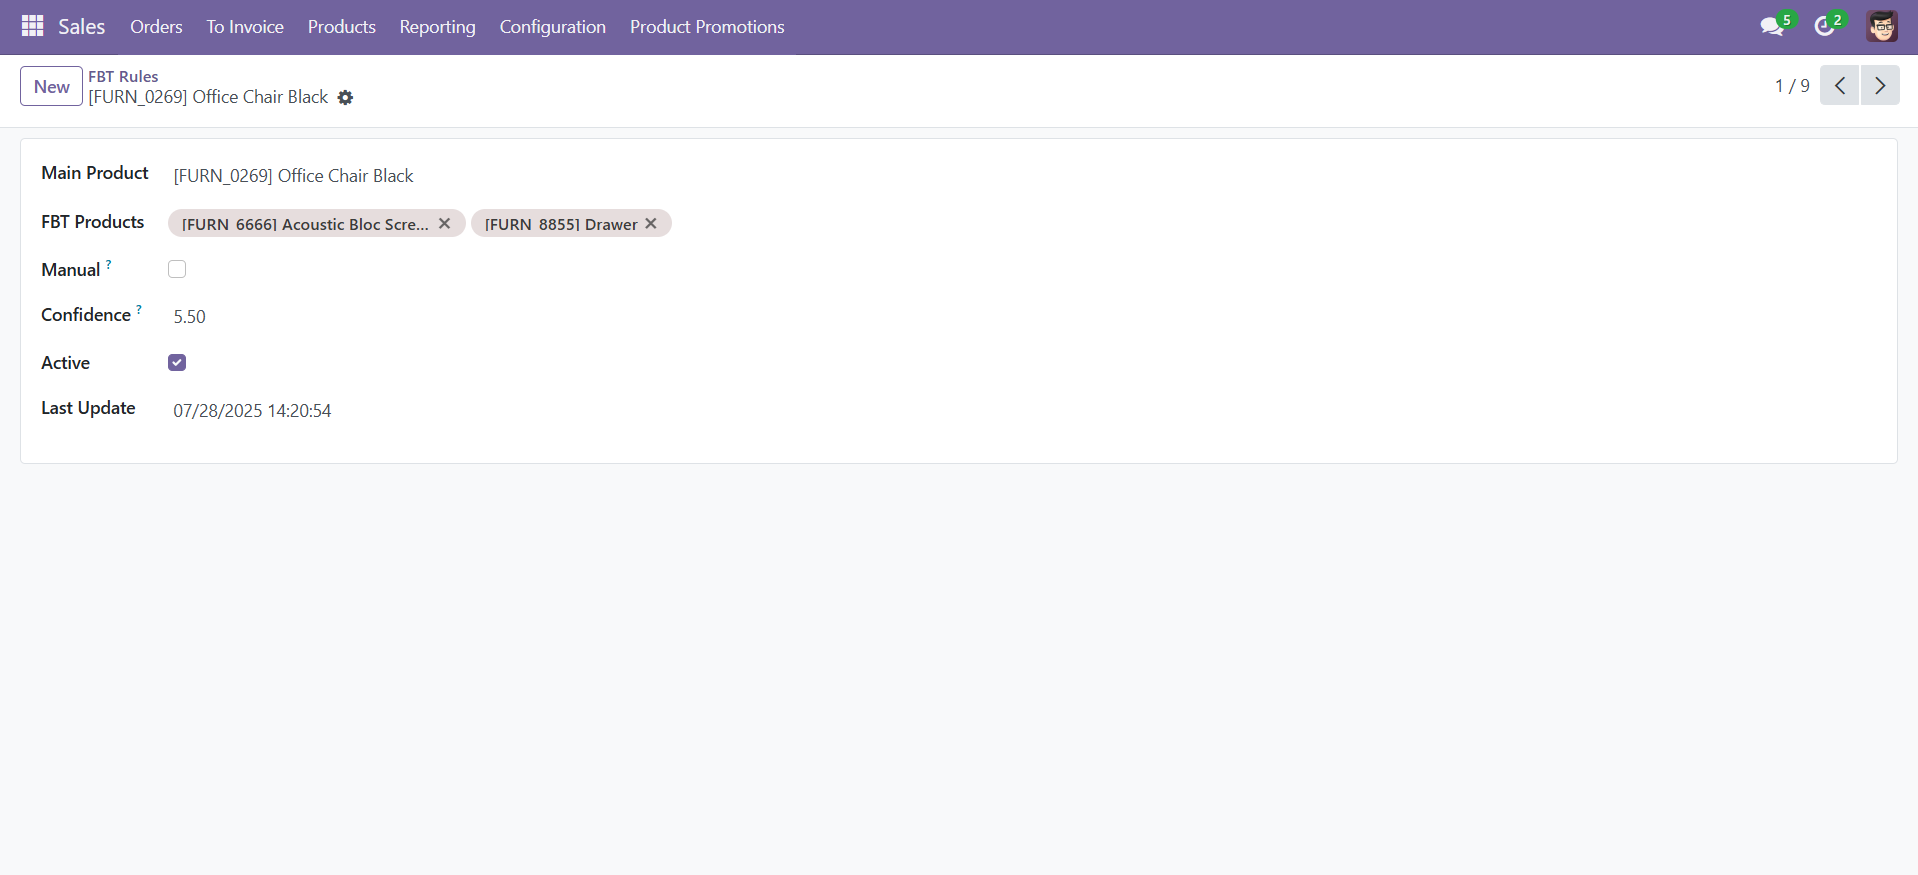 Sales Orders To Invoice Products Reporting Configuration Product Promotions 5 2
New FBT Rules
[FURN_0269] Office Chair Black 1 / 9
Main Product [FURN_0269] Office Chair Black
FBT Products [FURN_6666] Acoustic Bloc Scre... [FURN_8855] Drawer
Manual ?
Confidence ? 5.50
Active
Last Update 07/28/2025 14:20:54